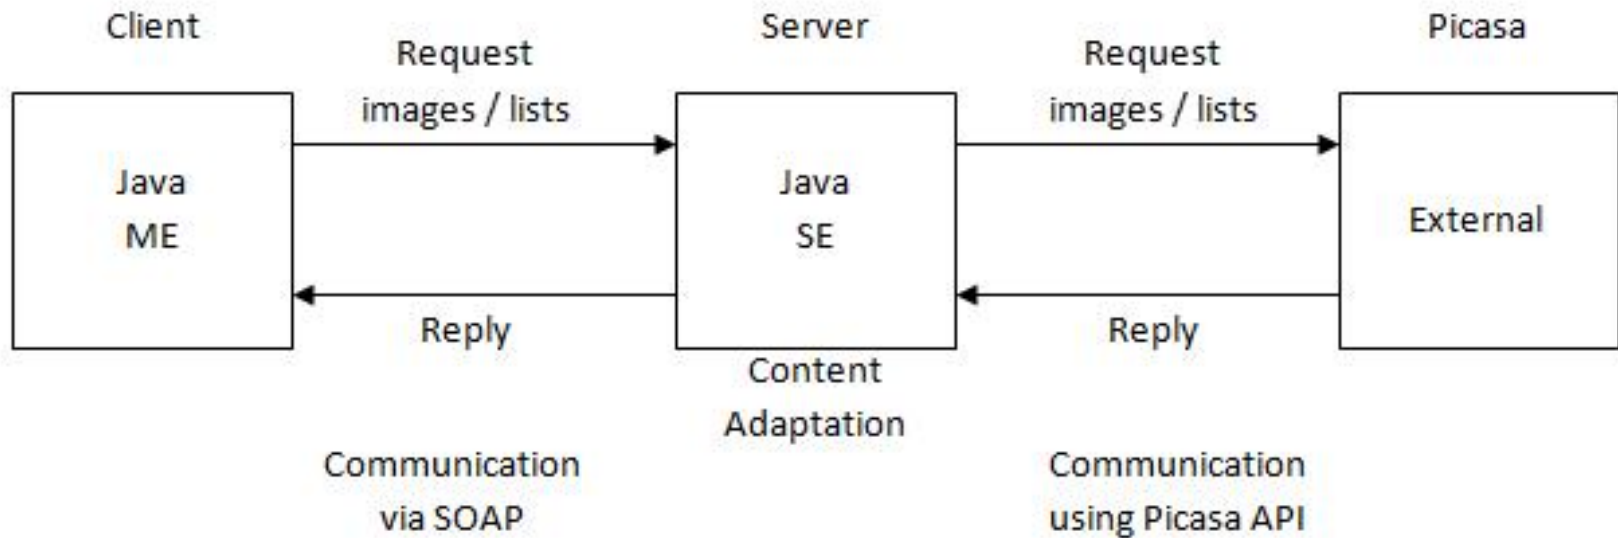 Client
Server
Picasa
Request
images / lists
Request
images / lists
Java
ME
Java
SE
External
Reply
Reply
Content
Adaptation
Communication
via SOAP
Communication
using Picasa API